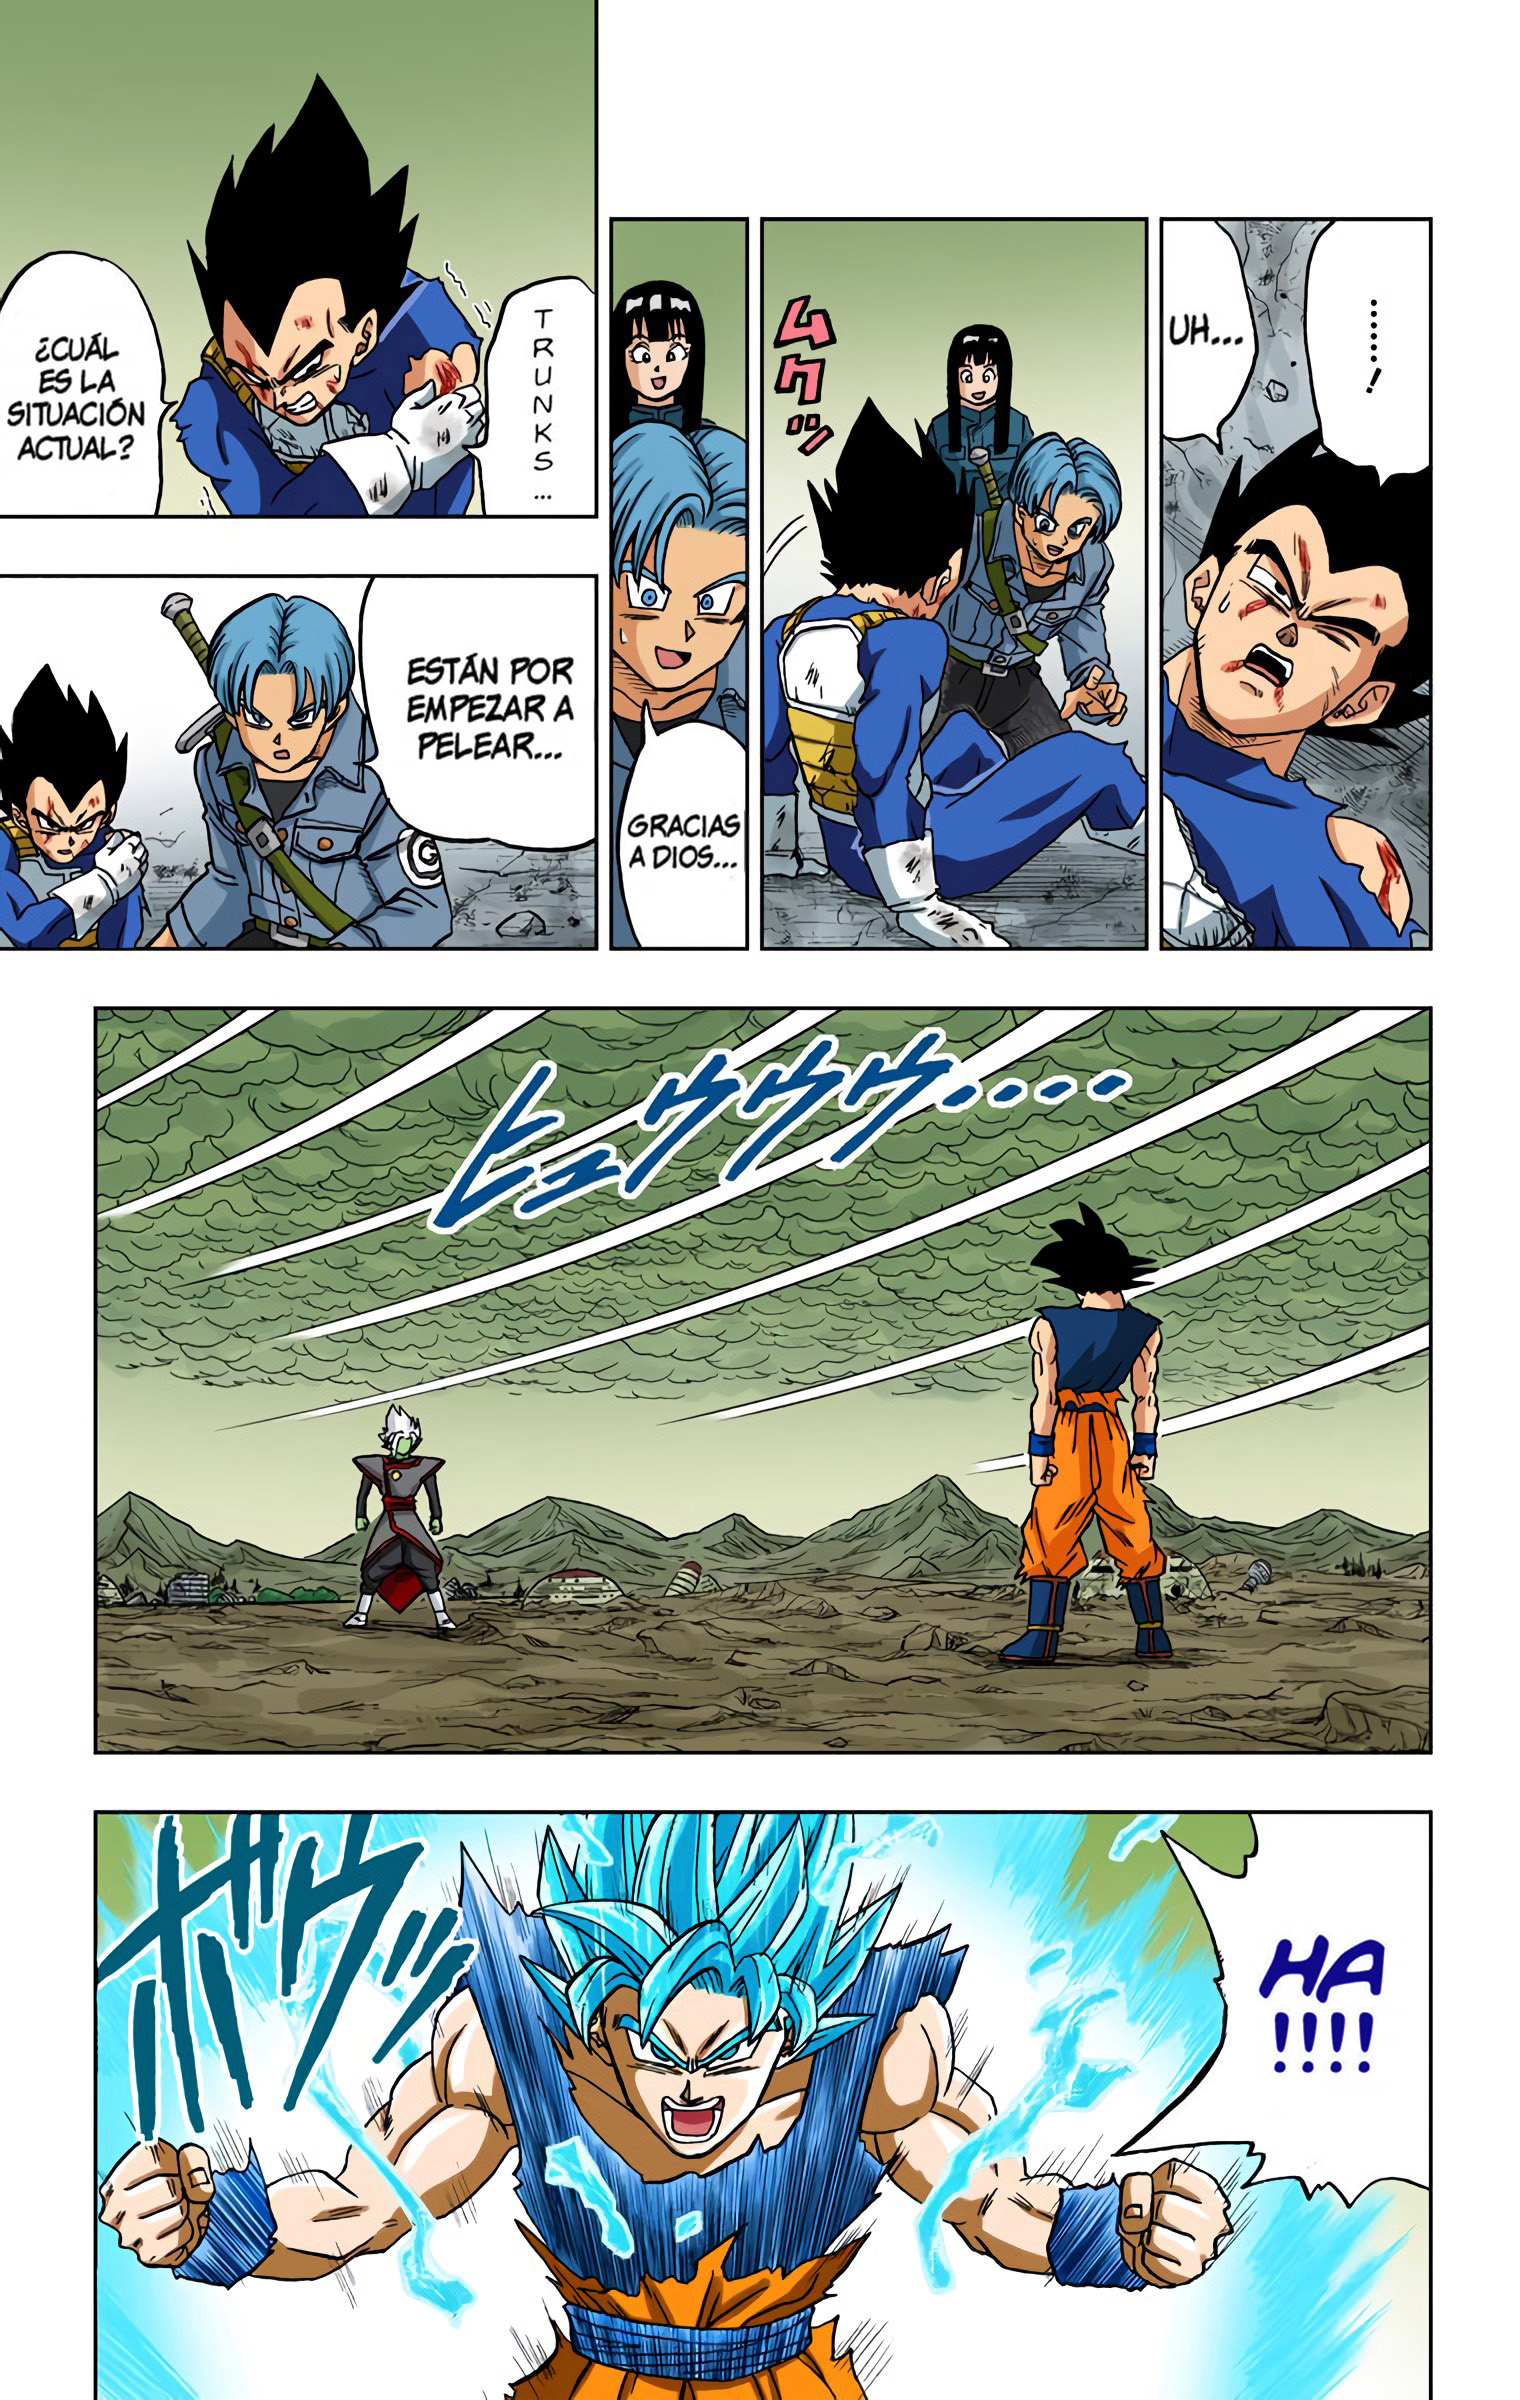 ......!
UH...
ムクッ
GRACIAS
A DIOS...
TRUNKS...
¿CUÁL
ES LA
SITUACIÓN
ACTUAL?
ESTÁN POR
EMPEZAR A
PELEAR...
ヒュウウウ....
HA
!!!!
ボウッ